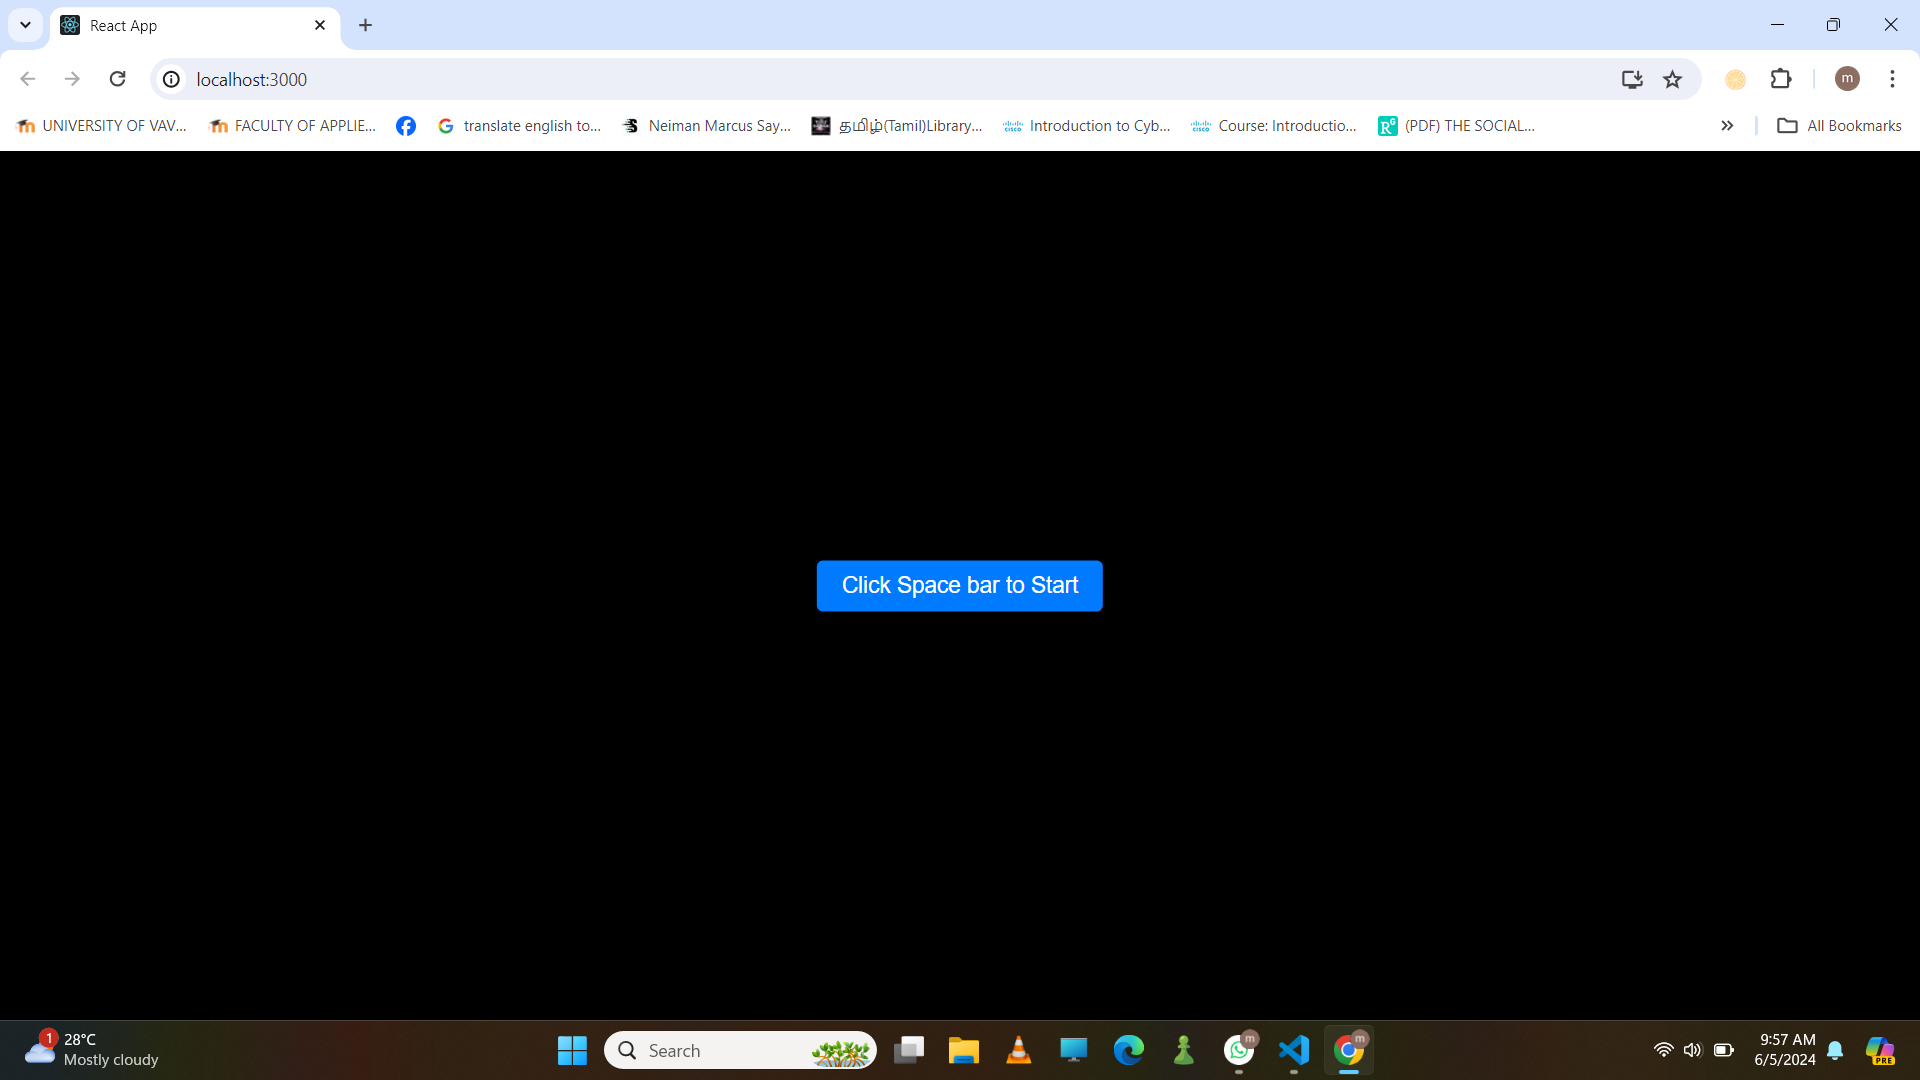 React App
localhost:3000
m
UNIVERSITY OF VAV...
FACULTY OF APPLIE...
translate english to...
Neiman Marcus Say...
தமிழ்(Tamil)Library...
Introduction to Cyb...
Course: Introductio...
(PDF) THE SOCIAL...
All Bookmarks
Click Space bar to Start
1
28°C
Mostly cloudy
Search
m
m
9:57 AM
6/5/2024
PRE